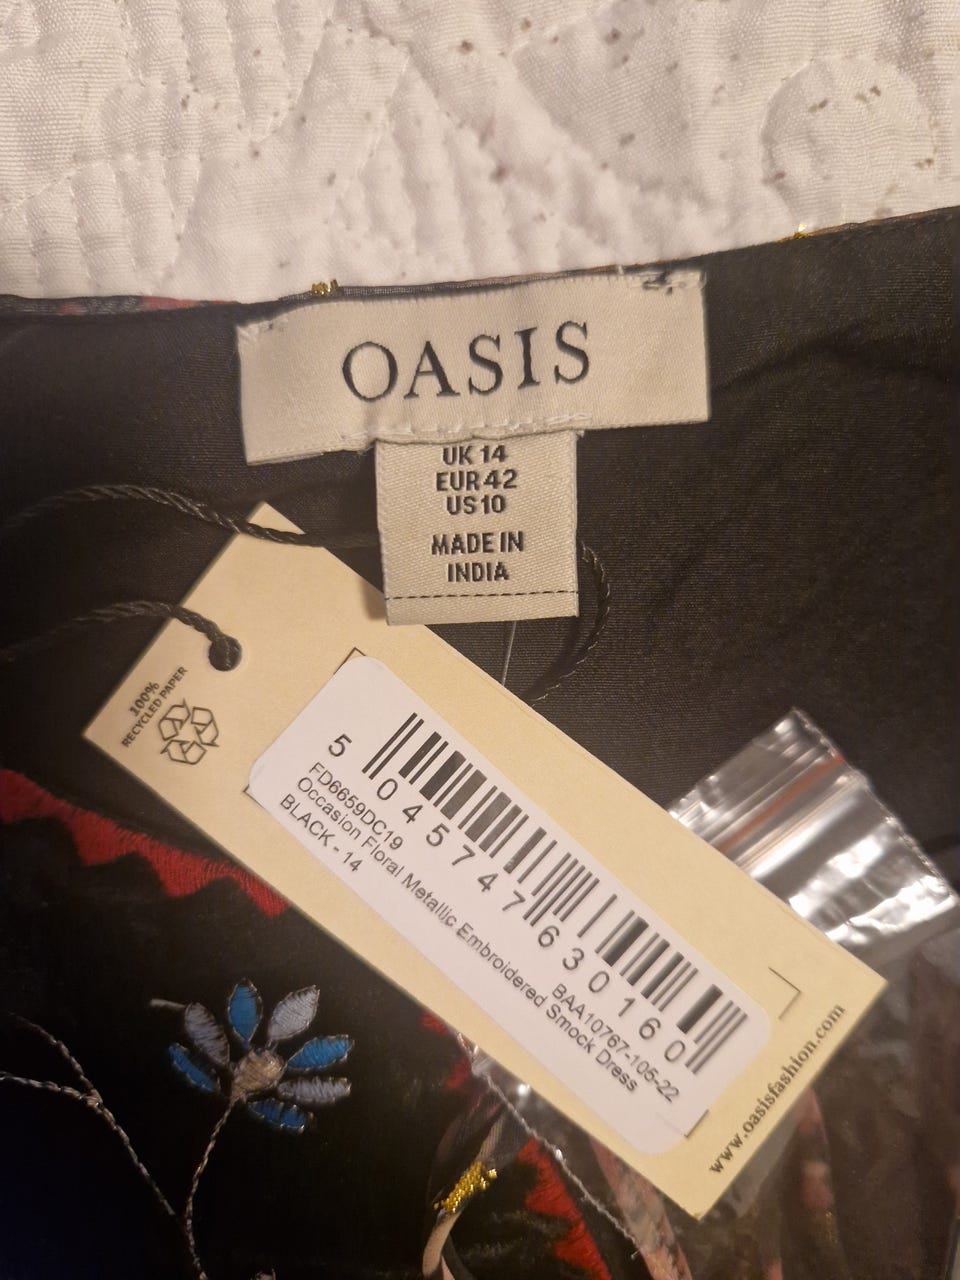 OASIS
UK 14
EUR 42
US 10
MADE IN
INDIA
100%
RECYCLED PAPER
5 045747 630160
FD6659DC19
BAA10767-105-22
Occasion Floral Metallic Embroidered Smock Dress
BLACK - 14
www.oasisfashion.com